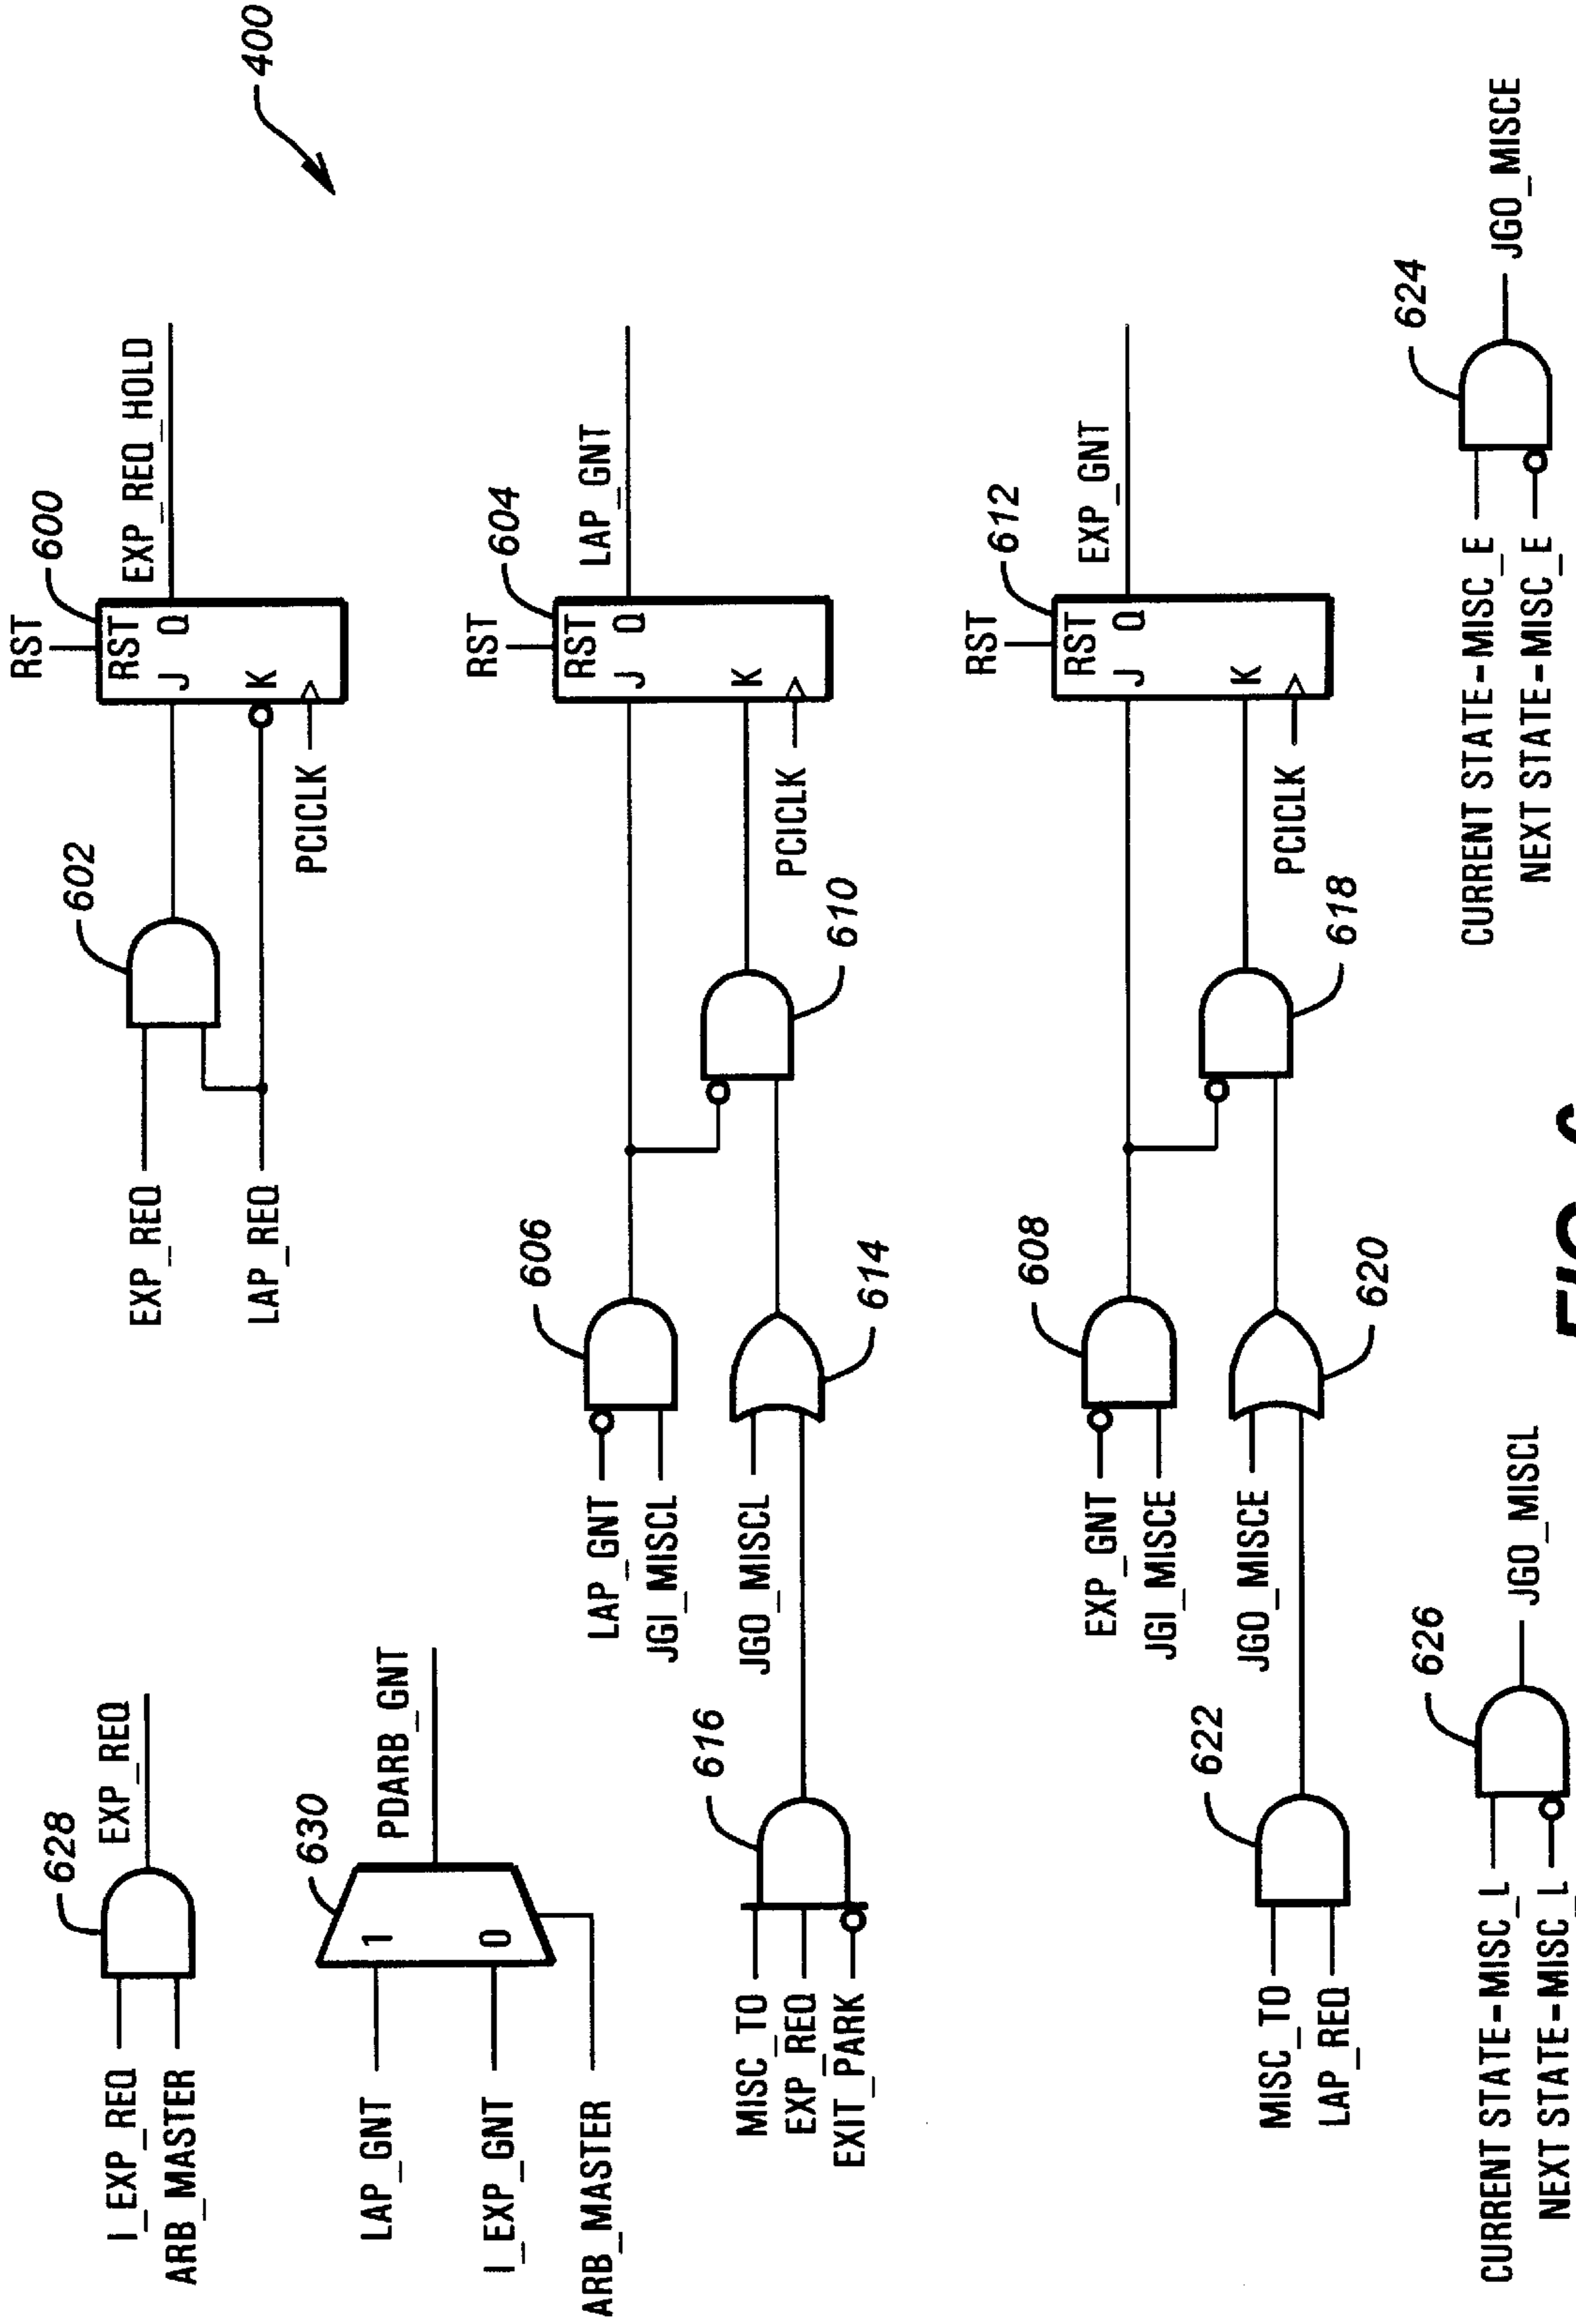 400
628
I_EXP_REQ
ARB_MASTER
EXP_REQ
602
EXP_REQ
LAP_REQ
RST
600
RST
J Q
K
PCICLK
EXP_REQ_HOLD
630
LAP_GNT
1
I_EXP_GNT
0
ARB_MASTER
PDARB_GNT
606
LAP_GNT
JGI_MISCL
JGO_MISCL
614
616
MISC_TO
EXP_REQ
EXIT_PARK
610
RST
604
RST
J Q
K
PCICLK
LAP_GNT
608
EXP_GNT
JGI_MISCE
JGO_MISCE
620
622
MISC_TO
LAP_REQ
618
RST
612
RST
J Q
K
PCICLK
EXP_GNT
626
CURRENT STATE=MISC_L
NEXT STATE=MISC_L
JGO_MISCL
624
CURRENT STATE=MISC_E
NEXT STATE=MISC_E
JGO_MISCE